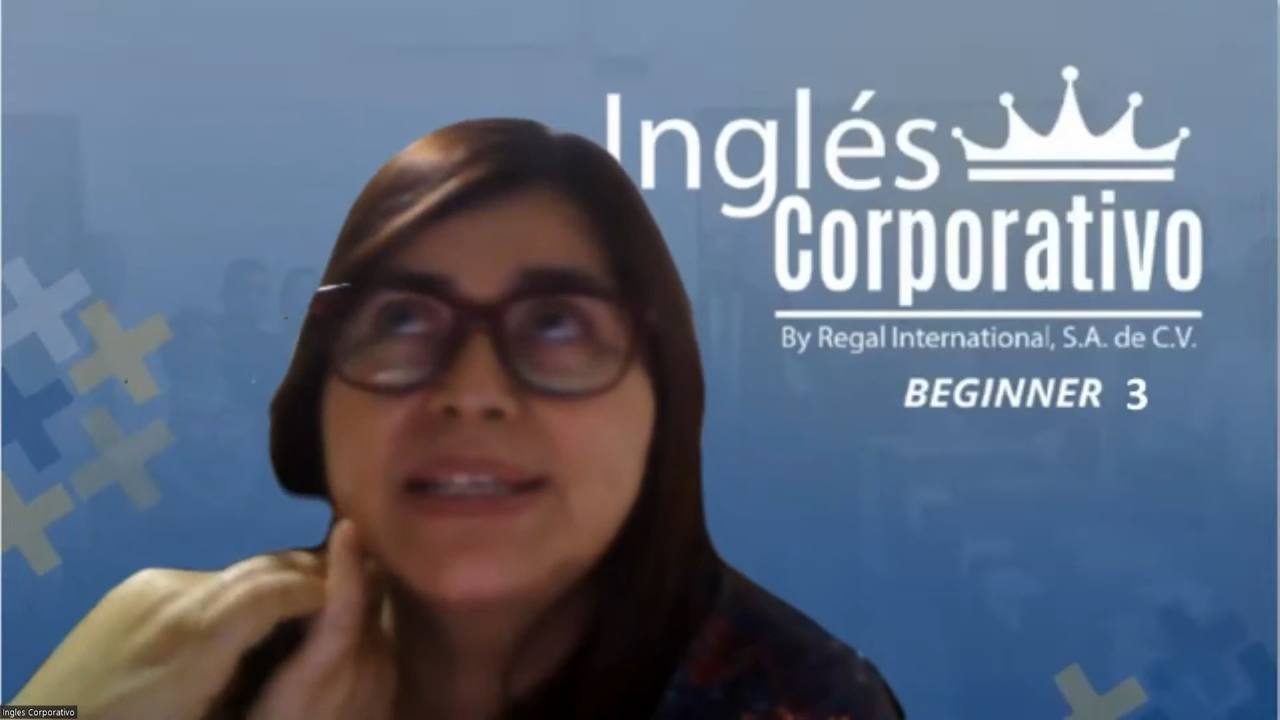 Inglés
Corporativo
By Regal International, S.A. de C.V.
BEGINNER 3
Ingles Corporativo